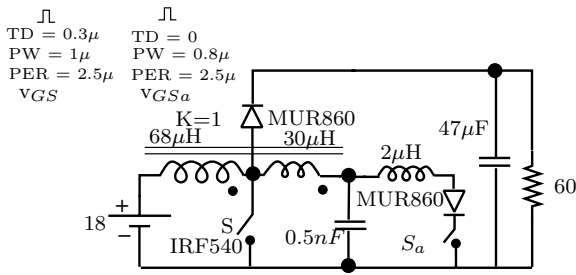 TD = 0.3μ TD = 0
PW = 1μ PW = 0.8μ
PER = 2.5μ PER = 2.5μ
vGS vGSa
K=1 MUR860
68μH 30μH 47μF
2μH
MUR860 60
18 + −
S
IRF540 0.5nF Sa